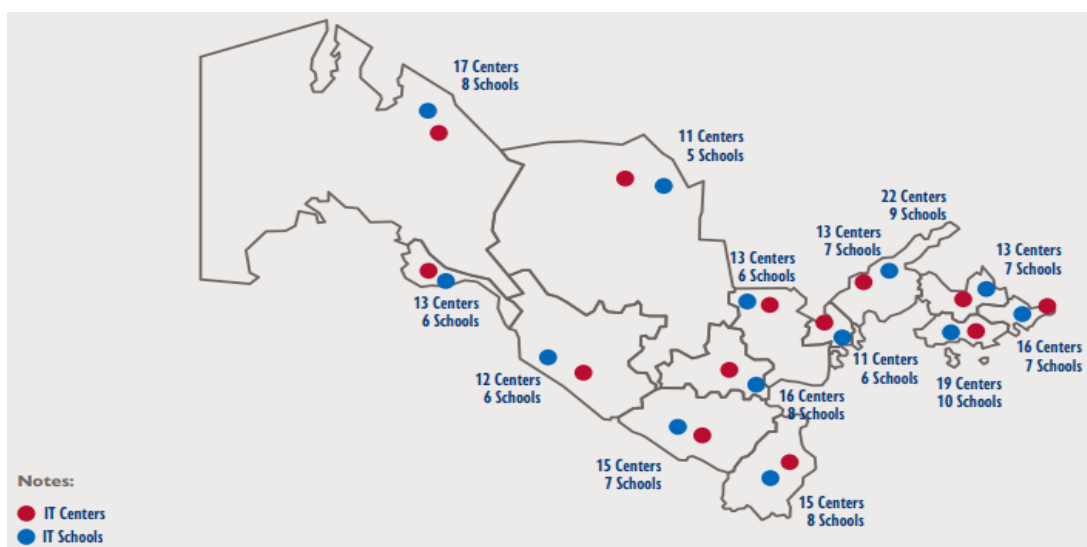 17 Centers
8 Schools
11 Centers
5 Schools
22 Centers
9 Schools
13 Centers
7 Schools
13 Centers
7 Schools
13 Centers
6 Schools
13 Centers
6 Schools
16 Centers
7 Schools
11 Centers
6 Schools
12 Centers
6 Schools
19 Centers
10 Schools
16 Centers
8 Schools
15 Centers
7 Schools
15 Centers
8 Schools
Notes:
IT Centers
IT Schools